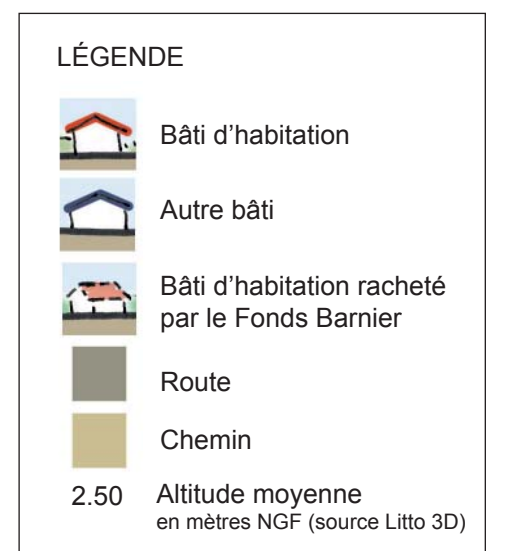 LÉGENDE
Bâti d’habitation
Autre bâti
Bâti d’habitation racheté
par le Fonds Barnier
Route
Chemin
2.50 Altitude moyenne
en mètres NGF (source Litto 3D)